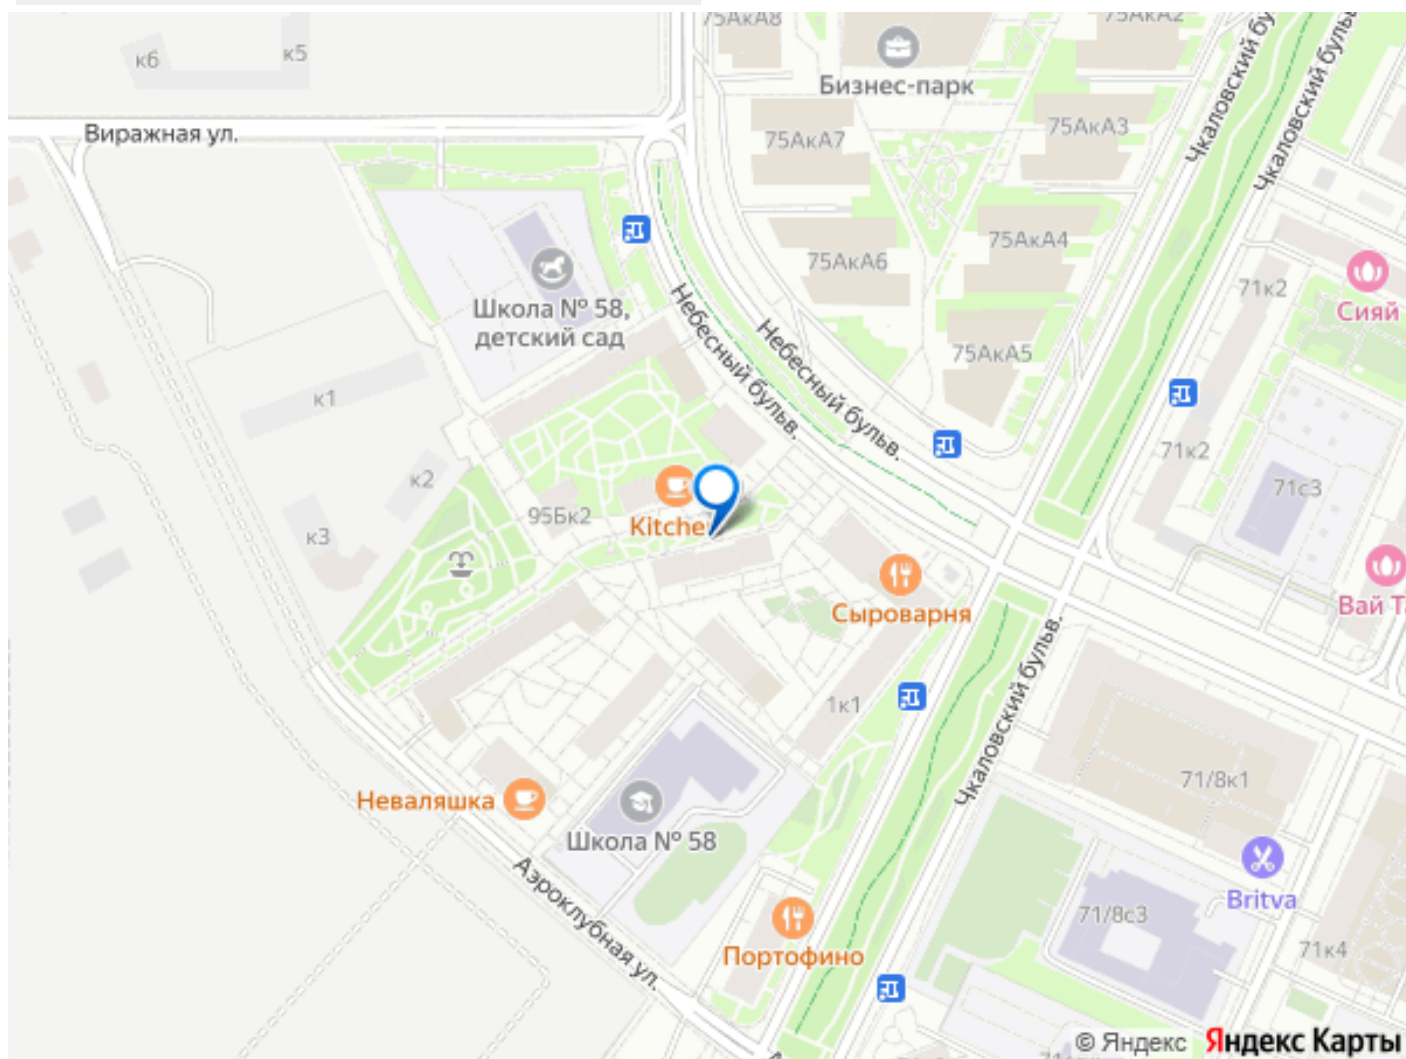 75АкА8
75АкА2
к6
к5
Бизнес-парк
Чкаловский бу
Чкаловский бульв.
Виражная ул.
75АкА7
75АкА3
75АкА6
75АкА4
71к2
Сияй
Школа № 58,
детский сад
Небесный бульв.
Небесный бульв.
75АкА5
к1
71к2
71с3
к2
к3
95Бк2
Kitche
Сыроварня
Вай Т
1к1
Чкаловский бульв.
71/8к1
Неваляшка
Школа № 58
Аэроклубная ул.
Britva
71/8с3
71к4
Портофино
© Яндекс Яндекс Карты